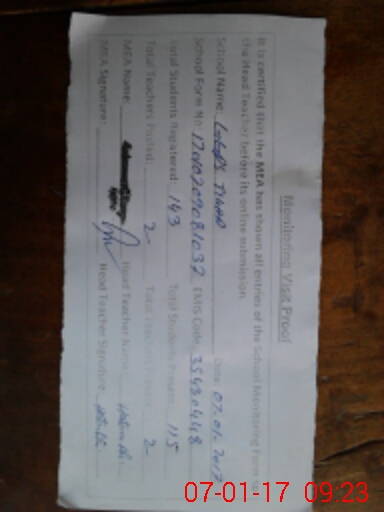 Monitoring Visit Proof
It is certified that the MEA has shown all entries of the School Monitoring Form to
the Head Teacher before its online submission.
School Name: Date: 07-01-2017
School Form No: 17010709081032 EMIS Code: 35430448
Total Students Registered: 143 Total Students Present: 115
Total Teachers Posted: 2 Total Teachers Present: 2
MEA Name: Head Teacher Name:
MEA Signature: Head Teacher Signature:
07-01-17 09:23